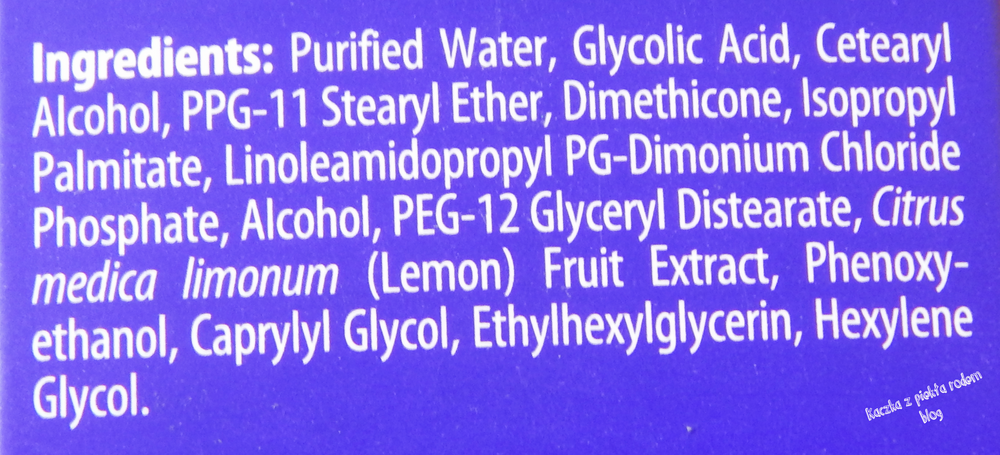 Ingredients: Purified Water, Glycolic Acid, Cetearyl
Alcohol, PPG-11 Stearyl Ether, Dimethicone, Isopropyl
Palmitate, Linoleamidopropyl PG-Dimonium Chloride
Phosphate, Alcohol, PEG-12 Glyceryl Distearate, Citrus
medica limonum (Lemon) Fruit Extract, Phenoxy-
ethanol, Caprylyl Glycol, Ethylhexylglycerin, Hexylene
Glycol.
Kaczka z piekła rodem
blog